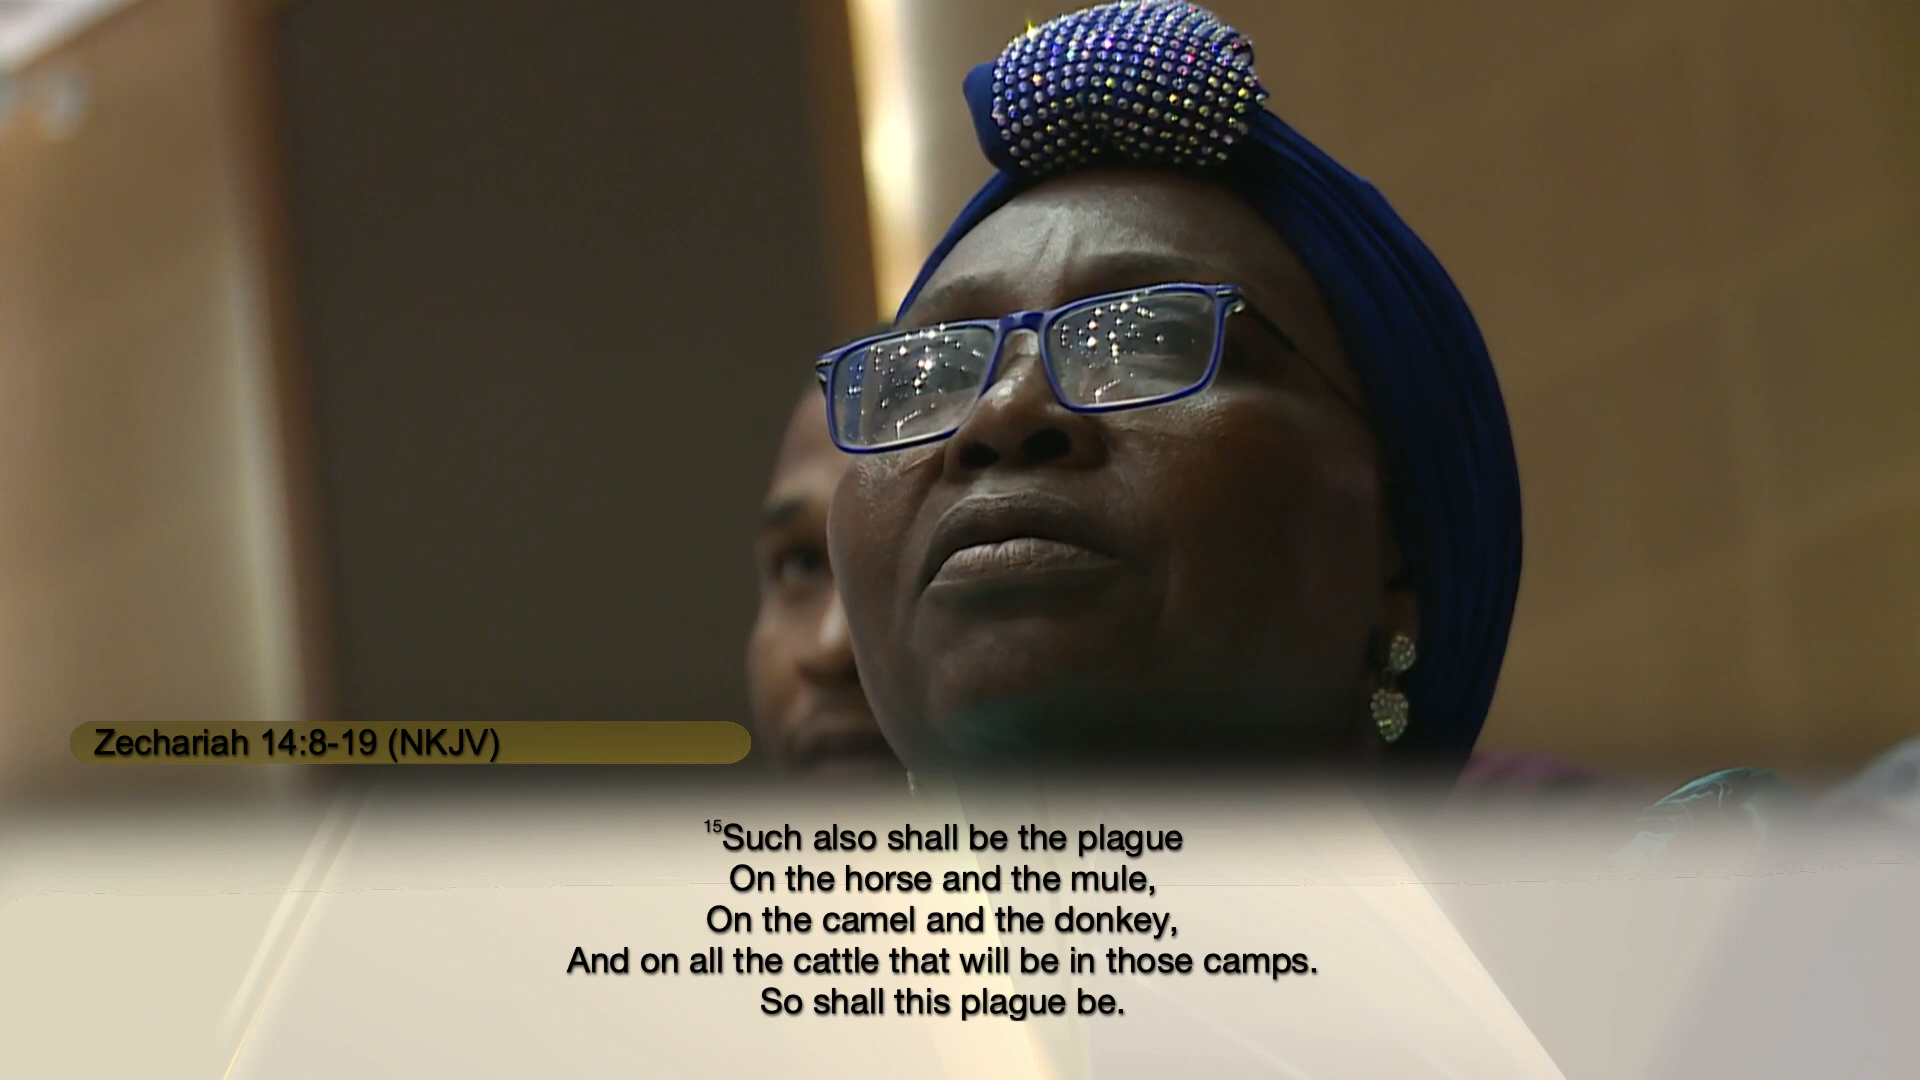 Zechariah 14:8-19 (NKJV)
15Such also shall be the plague
On the horse and the mule,
On the camel and the donkey,
And on all the cattle that will be in those camps.
So shall this plague be.